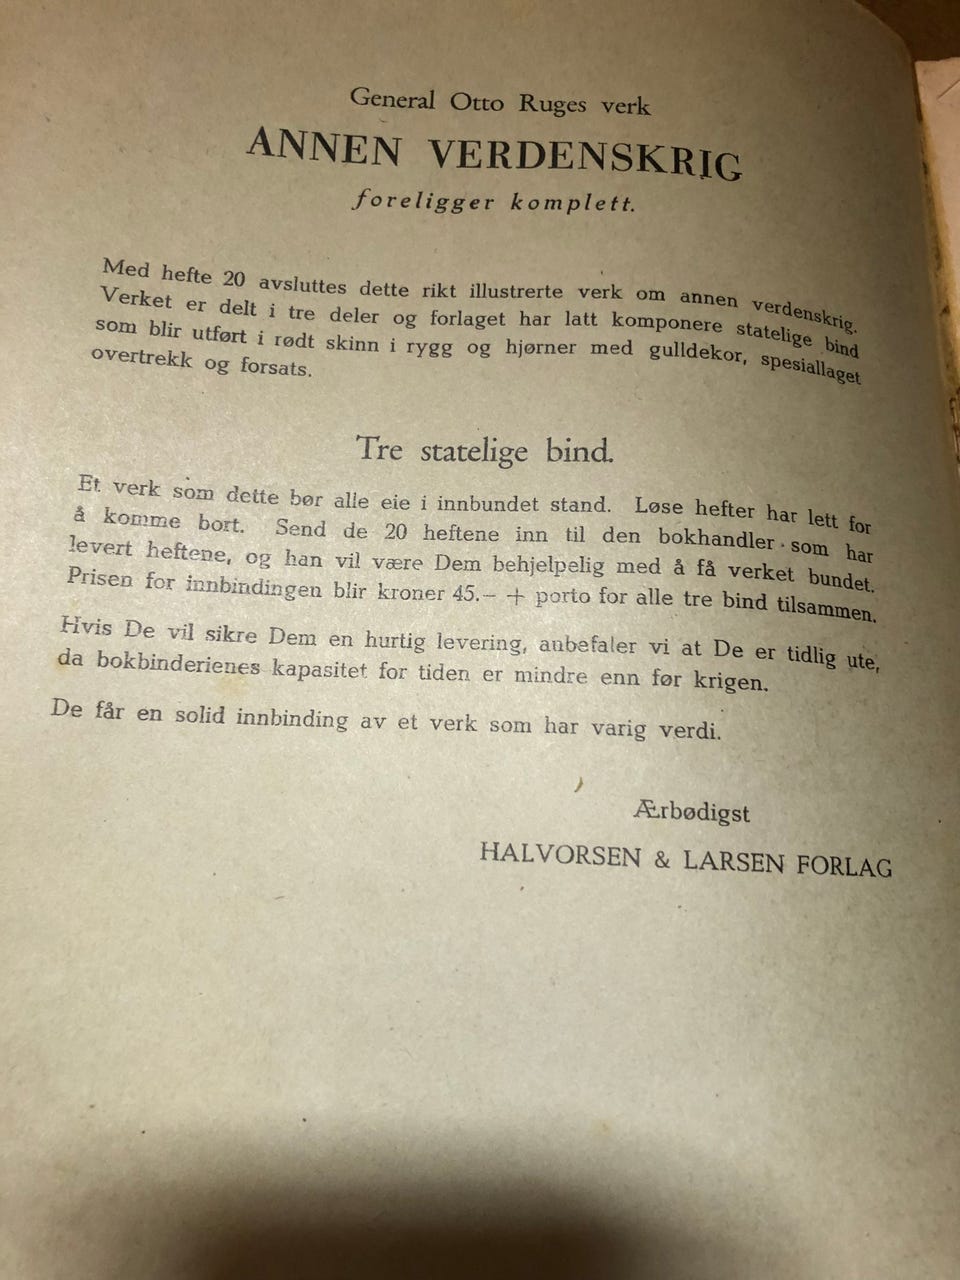 General Otto Ruges verk
ANNEN VERDENSKRIG
foreligger komplett.
Med hefte 20 avsluttes dette rikt illustrerte verk om annen verdenskrig.
Verket er delt i tre deler og forlaget har latt komponere statelige bind
som blir utført i rødt skinn i rygg og hjørner med gulldekor, spesiallaget
overtrekk og forsats.
Tre statelige bind.
Et verk som dette bør alle eie i innbundet stand. Løse hefter har lett for
å komme bort. Send de 20 heftene inn til den bokhandler som har
levert heftene, og han vil være Dem behjelpelig med å få verket bundet.
Prisen for innbindingen blir kroner 45.– + porto for alle tre bind tilsammen.
Hvis De vil sikre Dem en hurtig levering, anbefaler vi at De er tidlig ute,
da bokbinderienes kapasitet for tiden er mindre enn før krigen.
De får en solid innbinding av et verk som har varig verdi.
Ærbødigst
HALVORSEN & LARSEN FORLAG